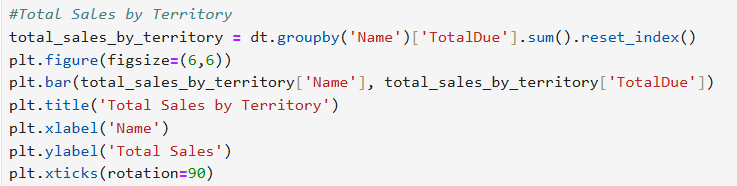 #Total Sales by Territory
total_sales_by_territory = dt.groupby('Name')['TotalDue'].sum().reset_index()
plt.figure(figsize=(6,6))
plt.bar(total_sales_by_territory['Name'], total_sales_by_territory['TotalDue'])
plt.title('Total Sales by Territory')
plt.xlabel('Name')
plt.ylabel('Total Sales')
plt.xticks(rotation=90)